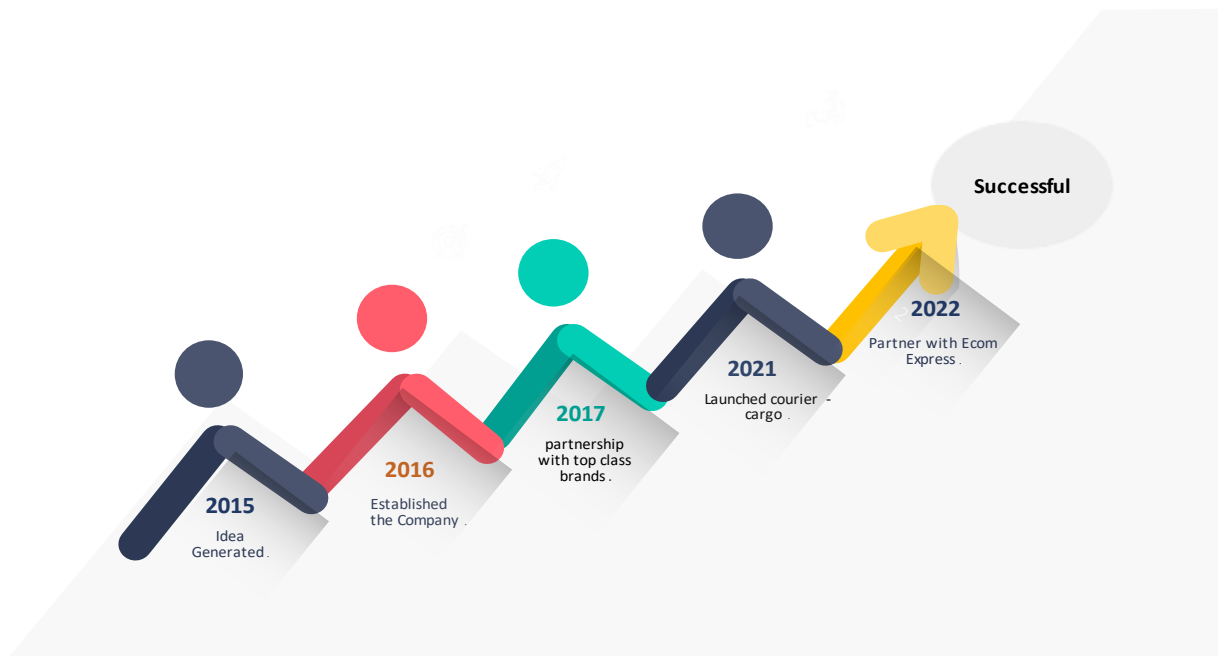 Successful
2015
Idea
Generated.
2016
Established
the Company.
2017
partnership
with top class
brands.
2021
Launched courier -
cargo.
2022
Partner with Ecom
Express.